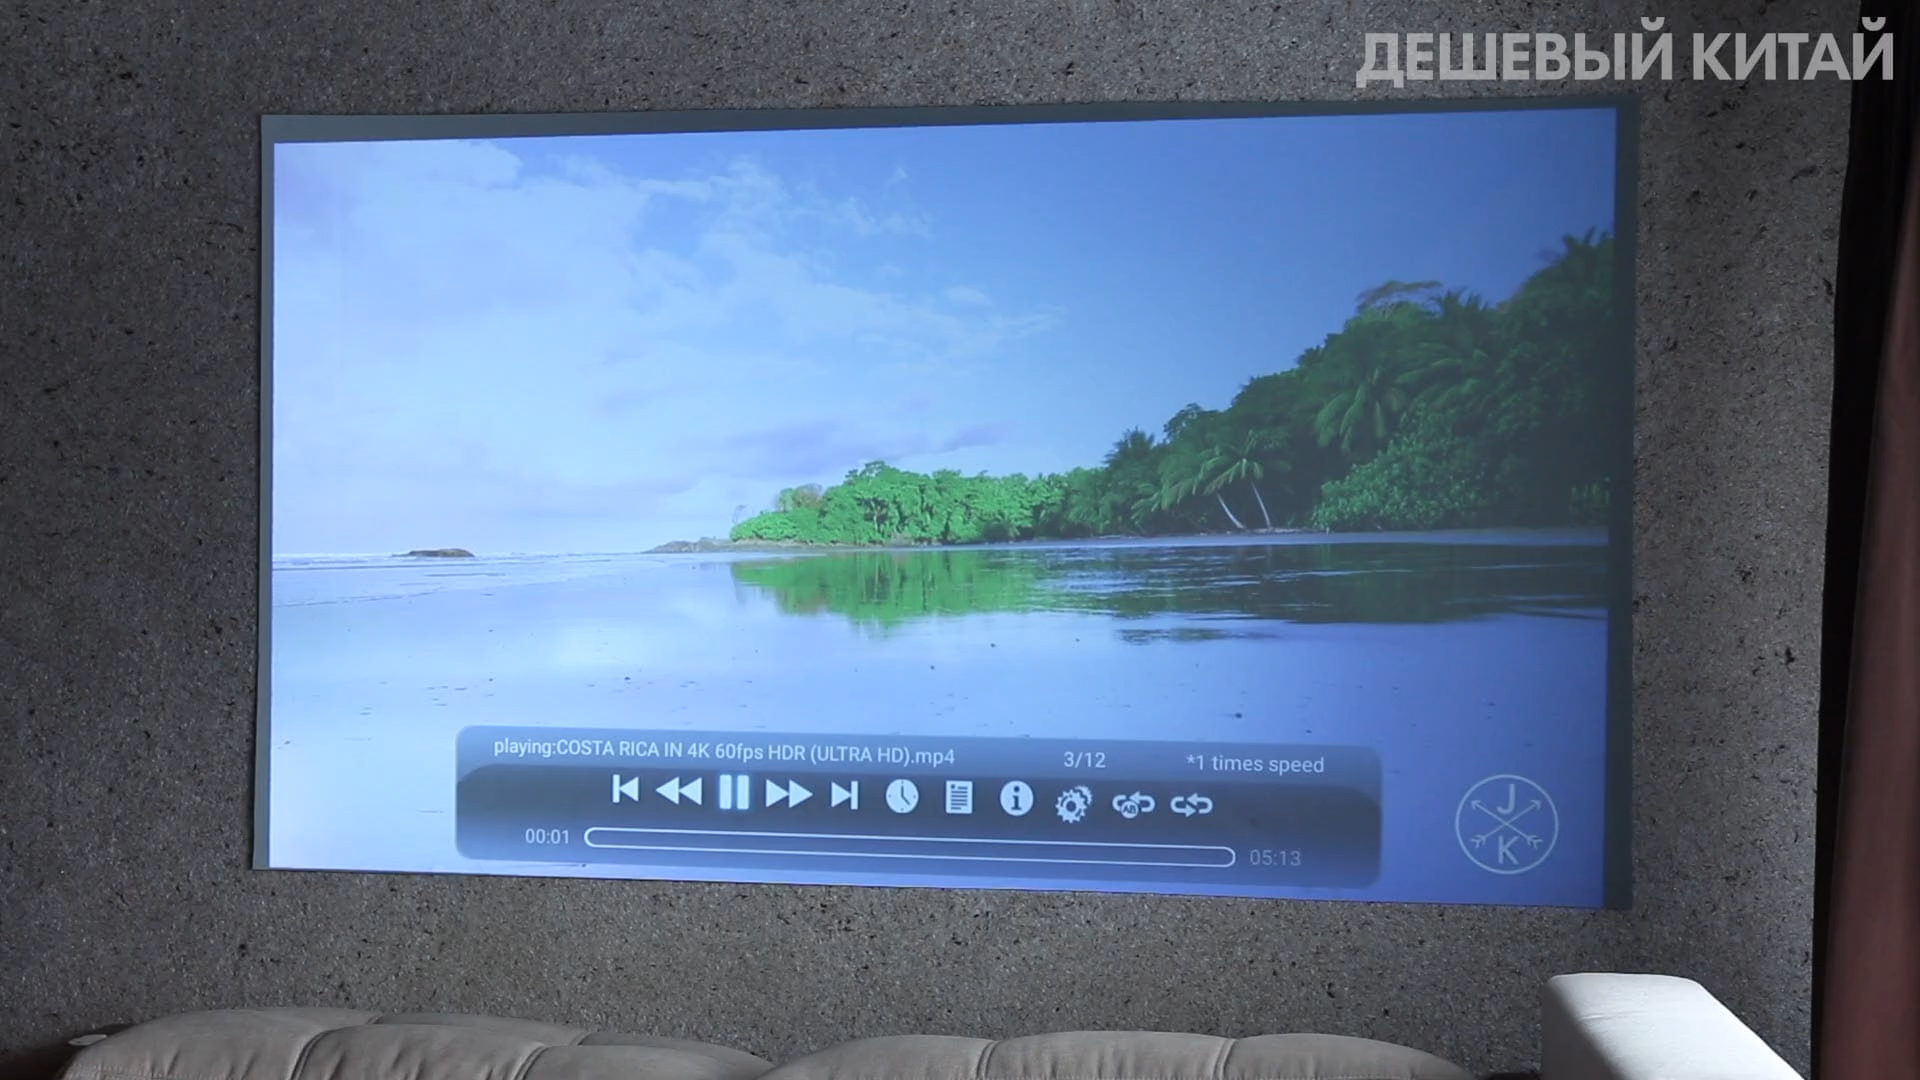 ДЕШЕВЫЙ КИТАЙ
playing:COSTA RICA IN 4K 60fps HDR (ULTRA HD).mp4 3/12 *1 times speed
AB
00:01 05:13
J
K